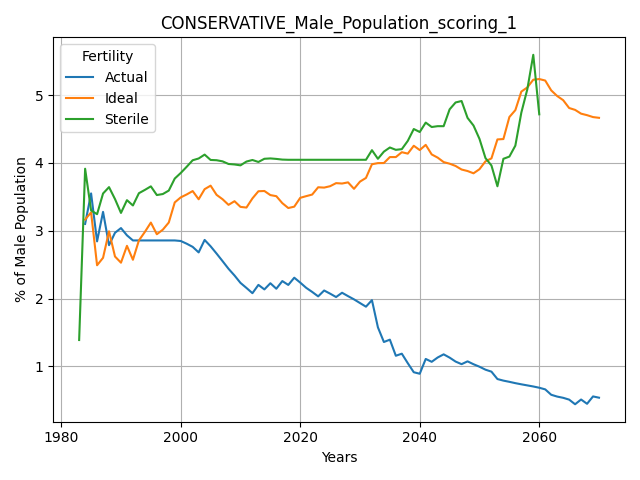 CONSERVATIVE_Male_Population_scoring_1
Fertility
Actual
Ideal
Sterile
% of Male Population
5
4
3
2
1
1980 2000 2020 2040 2060
Years